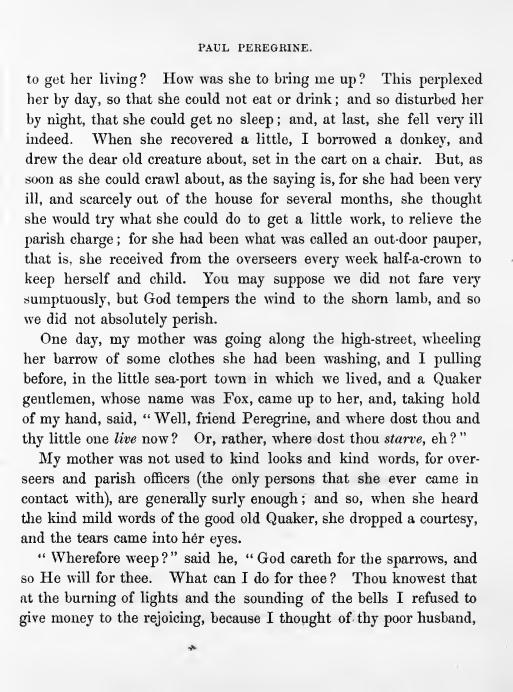 PAUL PEREGRINE.
to get her living? How was she to bring me up? This perplexed
her by day, so that she could not eat or drink; and so disturbed her
by night, that she could get no sleep; and, at last, she fell very ill
indeed. When she recovered a little, I borrowed a donkey, and
drew the dear old creature about, set in the cart on a chair. But, as
soon as she could crawl about, as the saying is, for she had been very
ill, and scarcely out of the house for several months, she thought
she would try what she could do to get a little work, to relieve the
parish charge; for she had been what was called an out-door pauper,
that is, she received from the overseers every week half-a-crown to
keep herself and child. You may suppose we did not fare very
sumptuously, but God tempers the wind to the shorn lamb, and so
we did not absolutely perish.
One day, my mother was going along the high-street, wheeling
her barrow of some clothes she had been washing, and I pulling
before, in the little sea-port town in which we lived, and a Quaker
gentlemen, whose name was Fox, came up to her, and, taking hold
of my hand, said, "Well, friend Peregrine, and where dost thou and
thy little one live now? Or, rather, where dost thou starve, eh?"
My mother was not used to kind looks and kind words, for over-
seers and parish officers (the only persons that she ever came in
contact with), are generally surly enough; and so, when she heard
the kind mild words of the good old Quaker, she dropped a courtesy,
and the tears came into her eyes.
"Wherefore weep?" said he, "God careth for the sparrows, and
so He will for thee. What can I do for thee? Thou knowest that
at the burning of lights and the sounding of the bells I refused to
give money to the rejoicing, because I thought of thy poor husband,